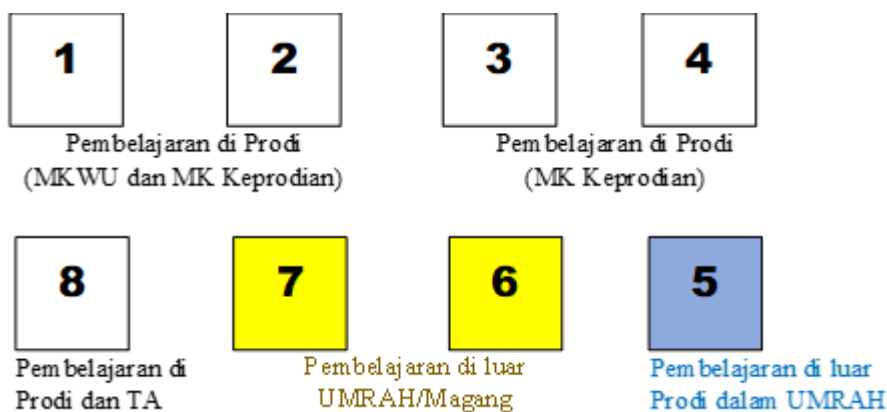 1 2 3 4
Pembelajaran di Prodi Pembelajaran di Prodi
(MKWU dan MK Keprodian) (MK Keprodian)
8 7 6 5
Pembelajaran di Pembelajaran di luar Pembelajaran di luar
Prodi dan TA UMRAH/Magang Prodi dalam UMRAH